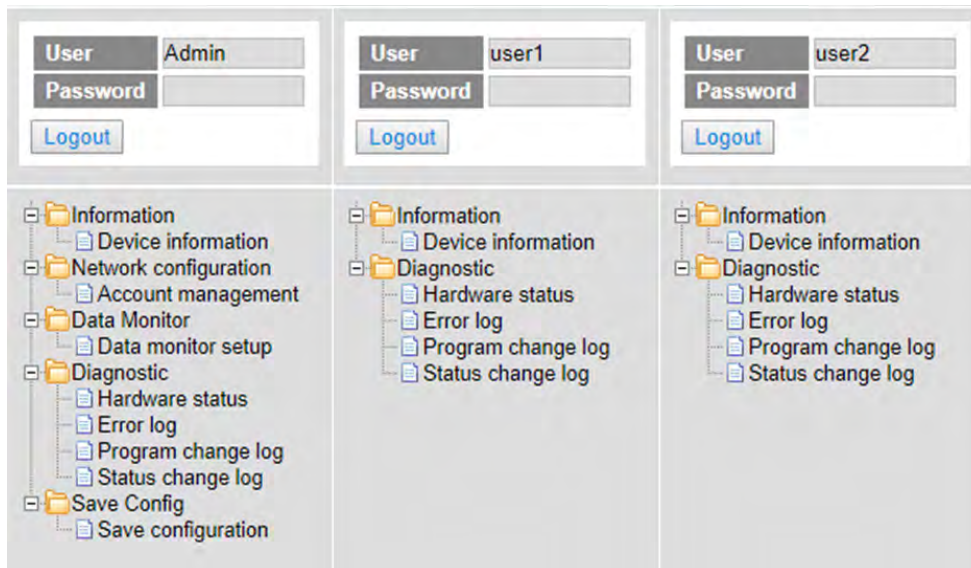 User Admin
Password
Logout
Information
Device information
Network configuration
Account management
Data Monitor
Data monitor setup
Diagnostic
Hardware status
Error log
Program change log
Status change log
Save Config
Save configuration
User user1
Password
Logout
Information
Device information
Diagnostic
Hardware status
Error log
Program change log
Status change log
User user2
Password
Logout
Information
Device information
Diagnostic
Hardware status
Error log
Program change log
Status change log